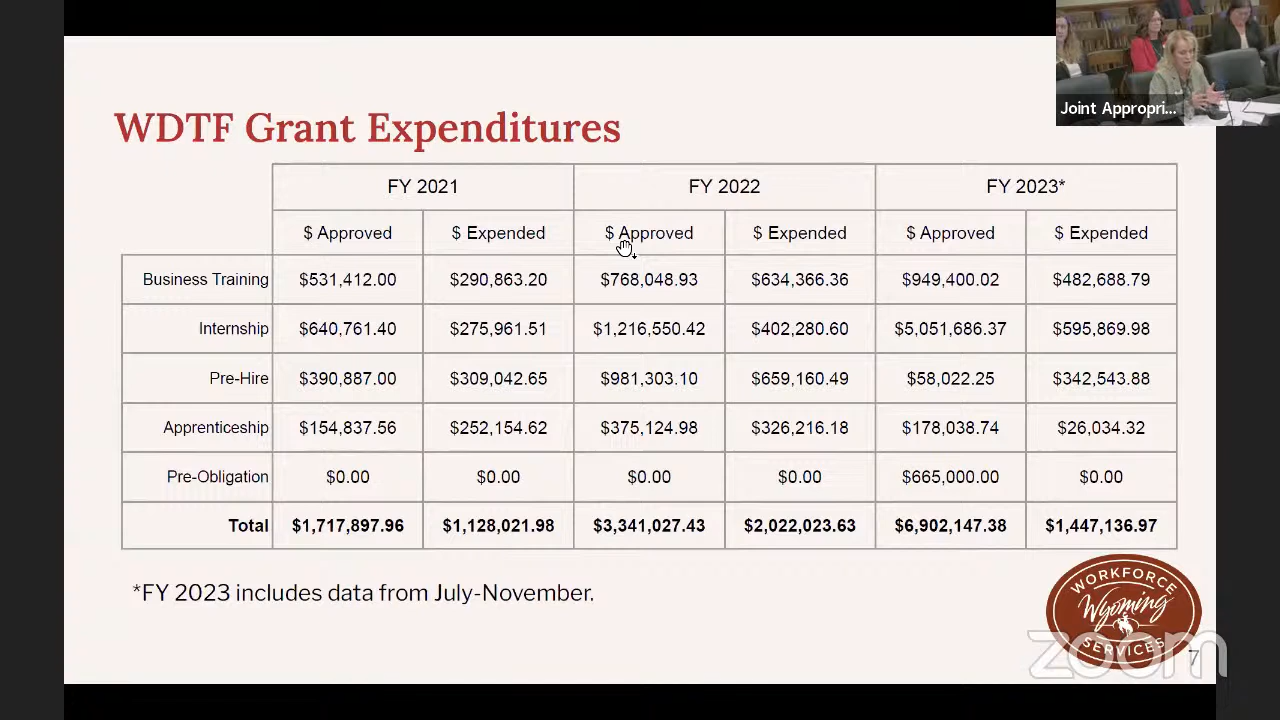 Joint Appropri...
WDTF Grant Expenditures
FY 2021 FY 2022 FY 2023*
$ Approved $ Expended $ Approved $ Expended $ Approved $ Expended
Business Training $531,412.00 $290,863.20 $768,048.93 $634,366.36 $949,400.02 $482,688.79
Internship $640,761.40 $275,961.51 $1,216,550.42 $402,280.60 $5,051,686.37 $595,869.98
Pre-Hire $390,887.00 $309,042.65 $981,303.10 $659,160.49 $58,022.25 $342,543.88
Apprenticeship $154,837.56 $252,154.62 $375,124.98 $326,216.18 $178,038.74 $26,034.32
Pre-Obligation $0.00 $0.00 $0.00 $0.00 $665,000.00 $0.00
Total $1,717,897.96 $1,128,021.98 $3,341,027.43 $2,022,023.63 $6,902,147.38 $1,447,136.97
*FY 2023 includes data from July-November.
WORKFORCE
Wyoming
SERVICES
zoom
7